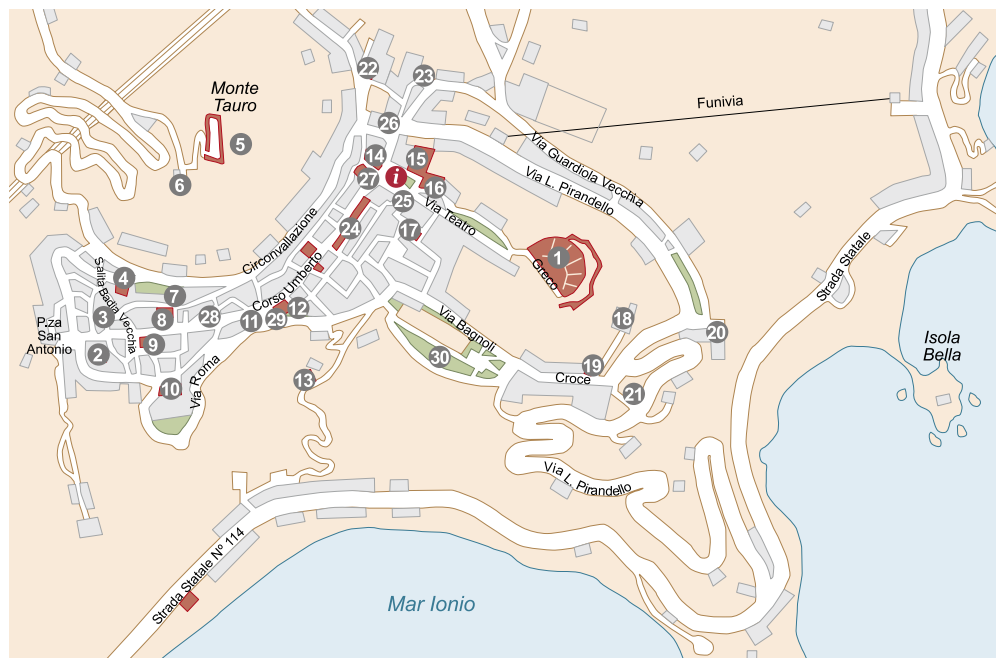 22
23
Monte
Tauro
Funivia
26
5
14
15
Via Guardiola Vecchia
27
i
16
Via L. Pirandello
6
25
Via Teatro
24
17
Circonvallazione
1
Greco
Strada Statale
Salita Badia Vecchia
4
7
Corso Umberto
3
8
28
11
29
12
Via Bagnoli
18
20
P.za
San
Antonio
2
9
Isola
Bella
30
19
Croce
13
10
Via Roma
21
Via L. Pirandello
Strada Statale Nº 114
Mar Ionio